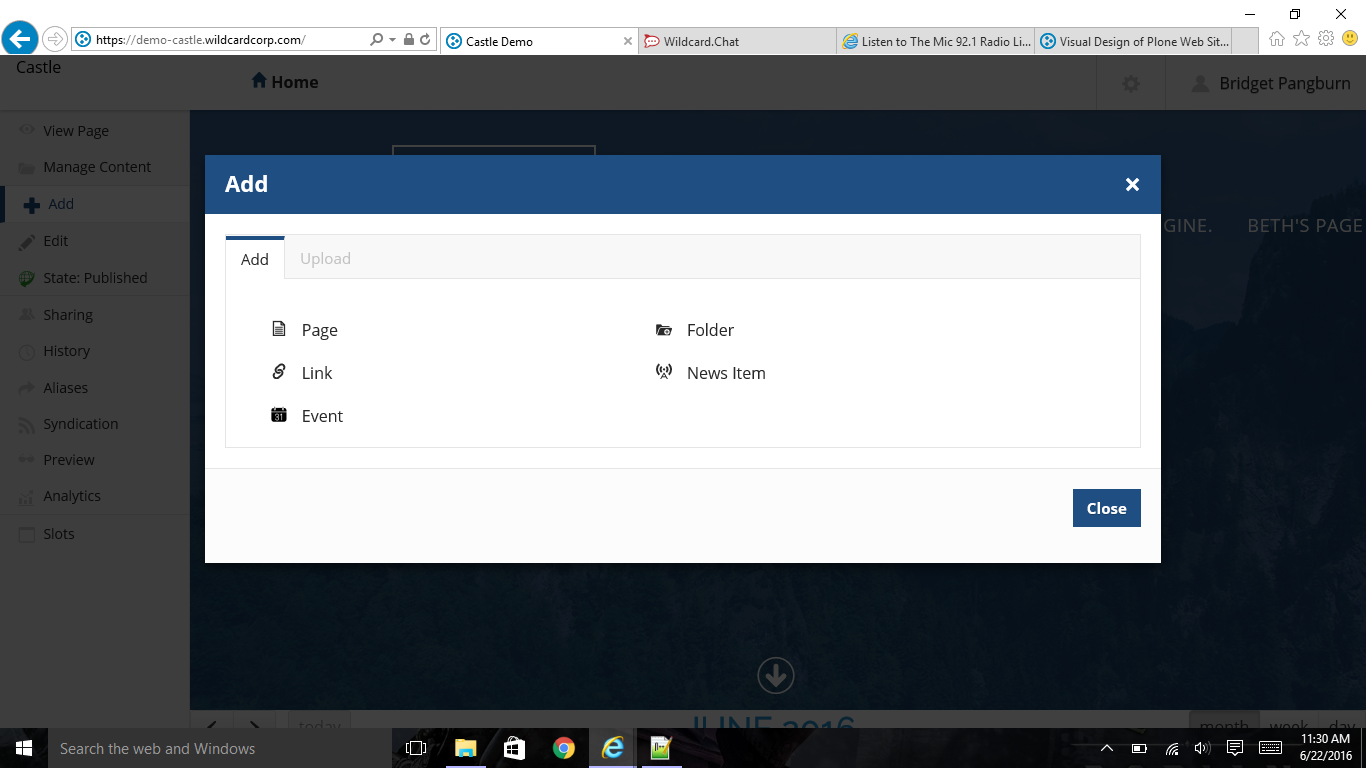 https://demo-castle.wildcardcorp.com/
Castle Demo
Wildcard.Chat
Listen to The Mic 92.1 Radio Li...
Visual Design of Plone Web Sit...
Castle
Home
Bridget Pangburn
View Page
Manage Content
Add
Edit
State: Published
Sharing
History
Aliases
Syndication
Preview
Analytics
Slots
GINE.
BETH'S PAGE
Add
Add
Upload
Page
Folder
Link
News Item
31
Event
Close
today
JUNE 2016
month
week
day
Search the web and Windows
11:30 AM
6/22/2016